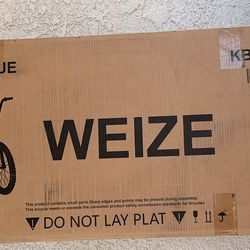 UE
KB
WEIZE
This product contains small parts. Sharp edges and points may be present during assembly.
This bicycle meets or exceeds the consumer product safety commission standards for bicycles
DO NOT LAY PLAT